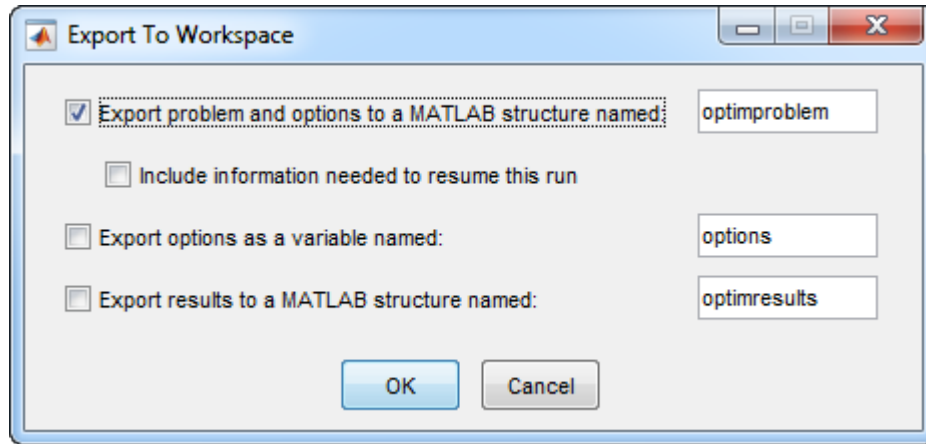 Export To Workspace
Export problem and options to a MATLAB structure named: optimproblem
Include information needed to resume this run
Export options as a variable named: options
Export results to a MATLAB structure named: optimresults
OK Cancel